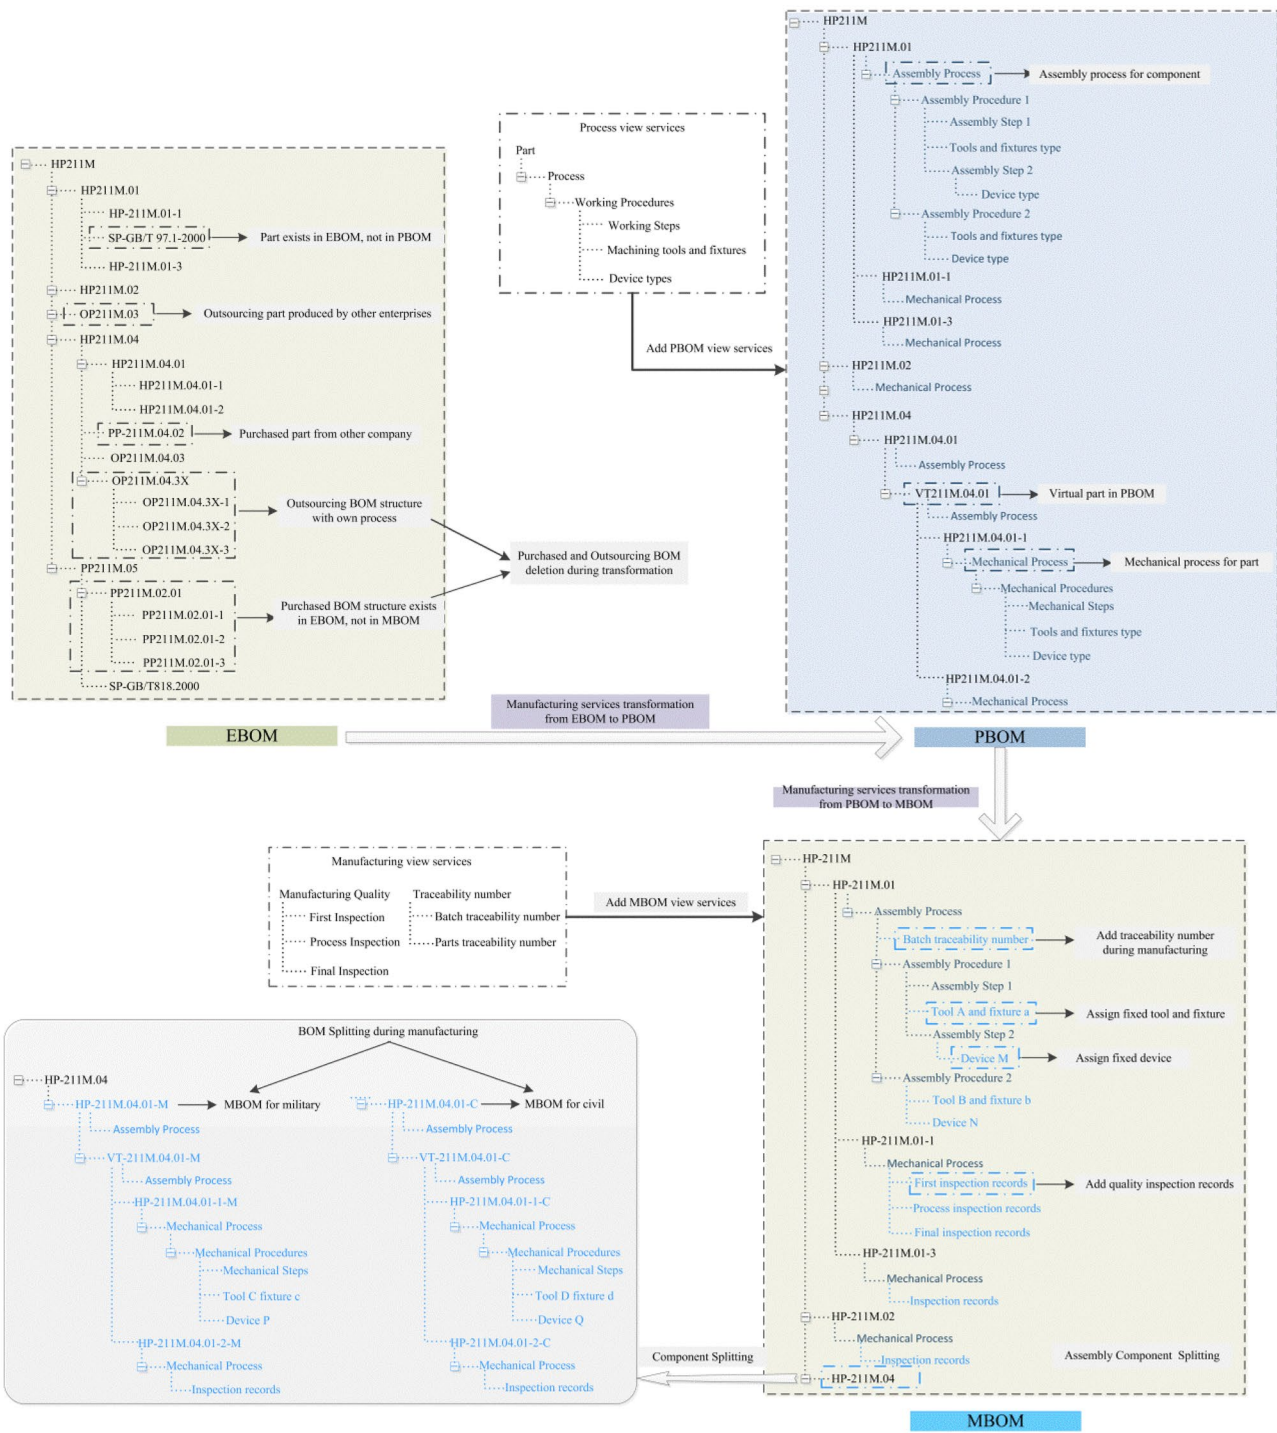 HP211M
HP211M.01
HP-211M.01-1
SP-GB/T 97.1-2000
Part exists in EBOM, not in PBOM
HP-211M.01-3
HP211M.02
OP211M.03
Outsourcing part produced by other enterprises
HP211M.04
HP211M.04.01
HP211M.04.01-1
HP211M.04.01-2
PP-211M.04.02
Purchased part from other company
OP211M.04.03
OP211M.04.3X
OP211M.04.3X-1
OP211M.04.3X-2
OP211M.04.3X-3
Outsourcing BOM structure
with own process
PP211M.05
PP211M.02.01
PP211M.02.01-1
PP211M.02.01-2
PP211M.02.01-3
Purchased BOM structure exists
in EBOM, not in MBOM
SP-GB/T818.2000
Purchased and Outsourcing BOM
deletion during transformation
EBOM
Process view services
Part
Process
Working Procedures
Working Steps
Machining tools and fixtures
Device types
Add PBOM view services
Manufacturing services transformation
from EBOM to PBOM
HP211M
HP211M.01
Assembly Process
Assembly process for component
Assembly Procedure 1
Assembly Step 1
Tools and fixtures type
Assembly Step 2
Device type
Assembly Procedure 2
Tools and fixtures type
Device type
HP211M.01-1
Mechanical Process
HP211M.01-3
Mechanical Process
HP211M.02
Mechanical Process
HP211M.04
HP211M.04.01
Assembly Process
VT211M.04.01
Virtual part in PBOM
Assembly Process
HP211M.04.01-1
Mechanical Process
Mechanical process for part
Mechanical Procedures
Mechanical Steps
Tools and fixtures type
Device type
HP211M.04.01-2
Mechanical Process
PBOM
Manufacturing services transformation
from PBOM to MBOM
Manufacturing view services
Manufacturing Quality
First Inspection
Process Inspection
Final Inspection
Traceability number
Batch traceability number
Parts traceability number
Add MBOM view services
HP-211M
HP-211M.01
Assembly Process
Batch traceability number
Add traceability number
during manufacturing
Assembly Procedure 1
Assembly Step 1
Tool A and fixture a
Assign fixed tool and fixture
Assembly Step 2
Device M
Assign fixed device
Assembly Procedure 2
Tool B and fixture b
Device N
HP-211M.01-1
Mechanical Process
First inspection records
Add quality inspection records
Process inspection records
Final inspection records
HP-211M.01-3
Mechanical Process
Inspection records
HP-211M.02
Mechanical Process
Inspection records
HP-211M.04
Assembly Component Splitting
MBOM
Component Splitting
BOM Splitting during manufacturing
HP-211M.04
HP-211M.04.01-M
MBOM for military
Assembly Process
VT-211M.04.01-M
Assembly Process
HP-211M.04.01-1-M
Mechanical Process
Mechanical Procedures
Mechanical Steps
Tool C fixture c
Device P
HP-211M.04.01-2-M
Mechanical Process
Inspection records
HP-211M.04.01-C
MBOM for civil
Assembly Process
VT-211M.04.01-C
Assembly Process
HP-211M.04.01-1-C
Mechanical Process
Mechanical Procedures
Mechanical Steps
Tool D fixture d
Device Q
HP-211M.04.01-2-C
Mechanical Process
Inspection records